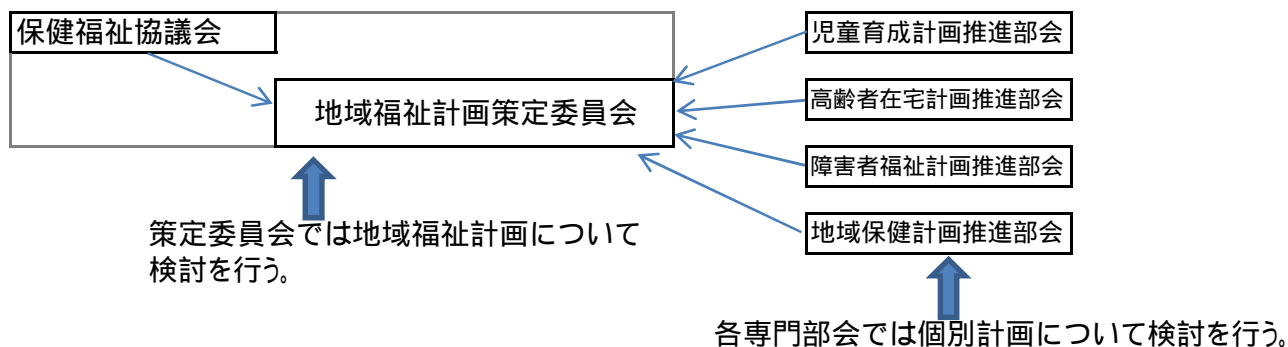 保健福祉協議会
地域福祉計画策定委員会
策定委員会では地域福祉計画について
検討を行う。
児童育成計画推進部会
高齢者在宅計画推進部会
障害者福祉計画推進部会
地域保健計画推進部会
各専門部会では個別計画について検討を行う。